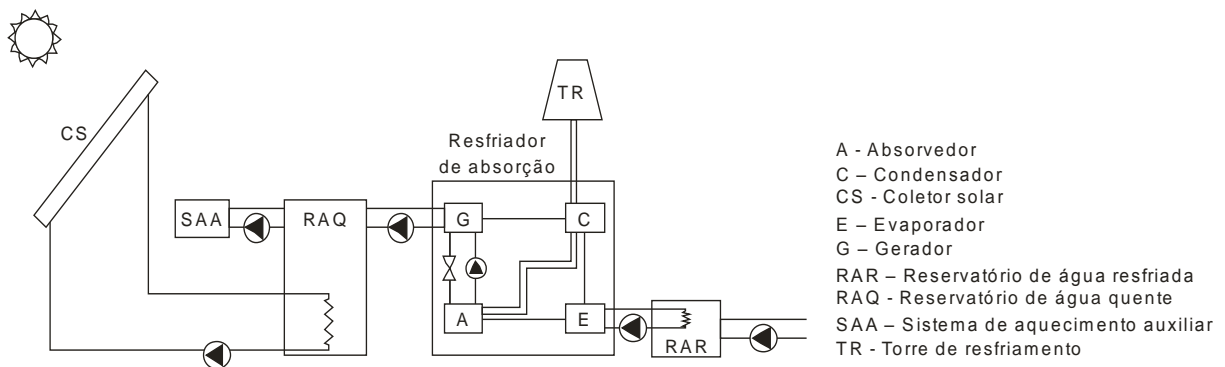 TR
CS
Resfriador
de absorção
SAA
RAQ
G
C
A
E
RAR
A - Absorvedor
C – Condensador
CS - Coletor solar
E – Evaporador
G – Gerador
RAR – Reservatório de água resfriada
RAQ - Reservatório de água quente
SAA – Sistema de aquecimento auxiliar
TR - Torre de resfriamento